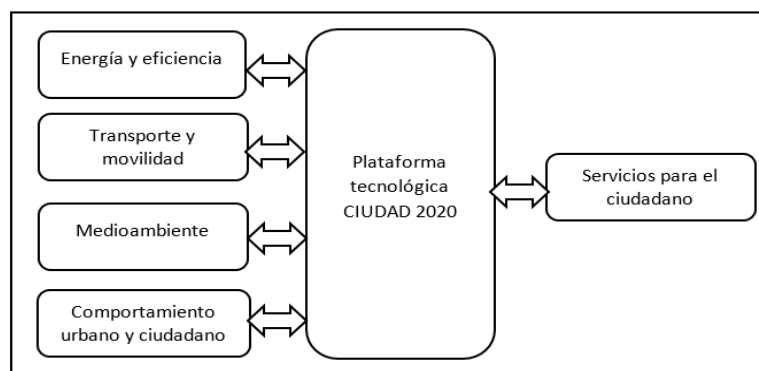 Energía y eficiencia
Transporte y
movilidad
Medioambiente
Comportamiento
urbano y ciudadano
Plataforma
tecnológica
CIUDAD 2020
Servicios para el
ciudadano